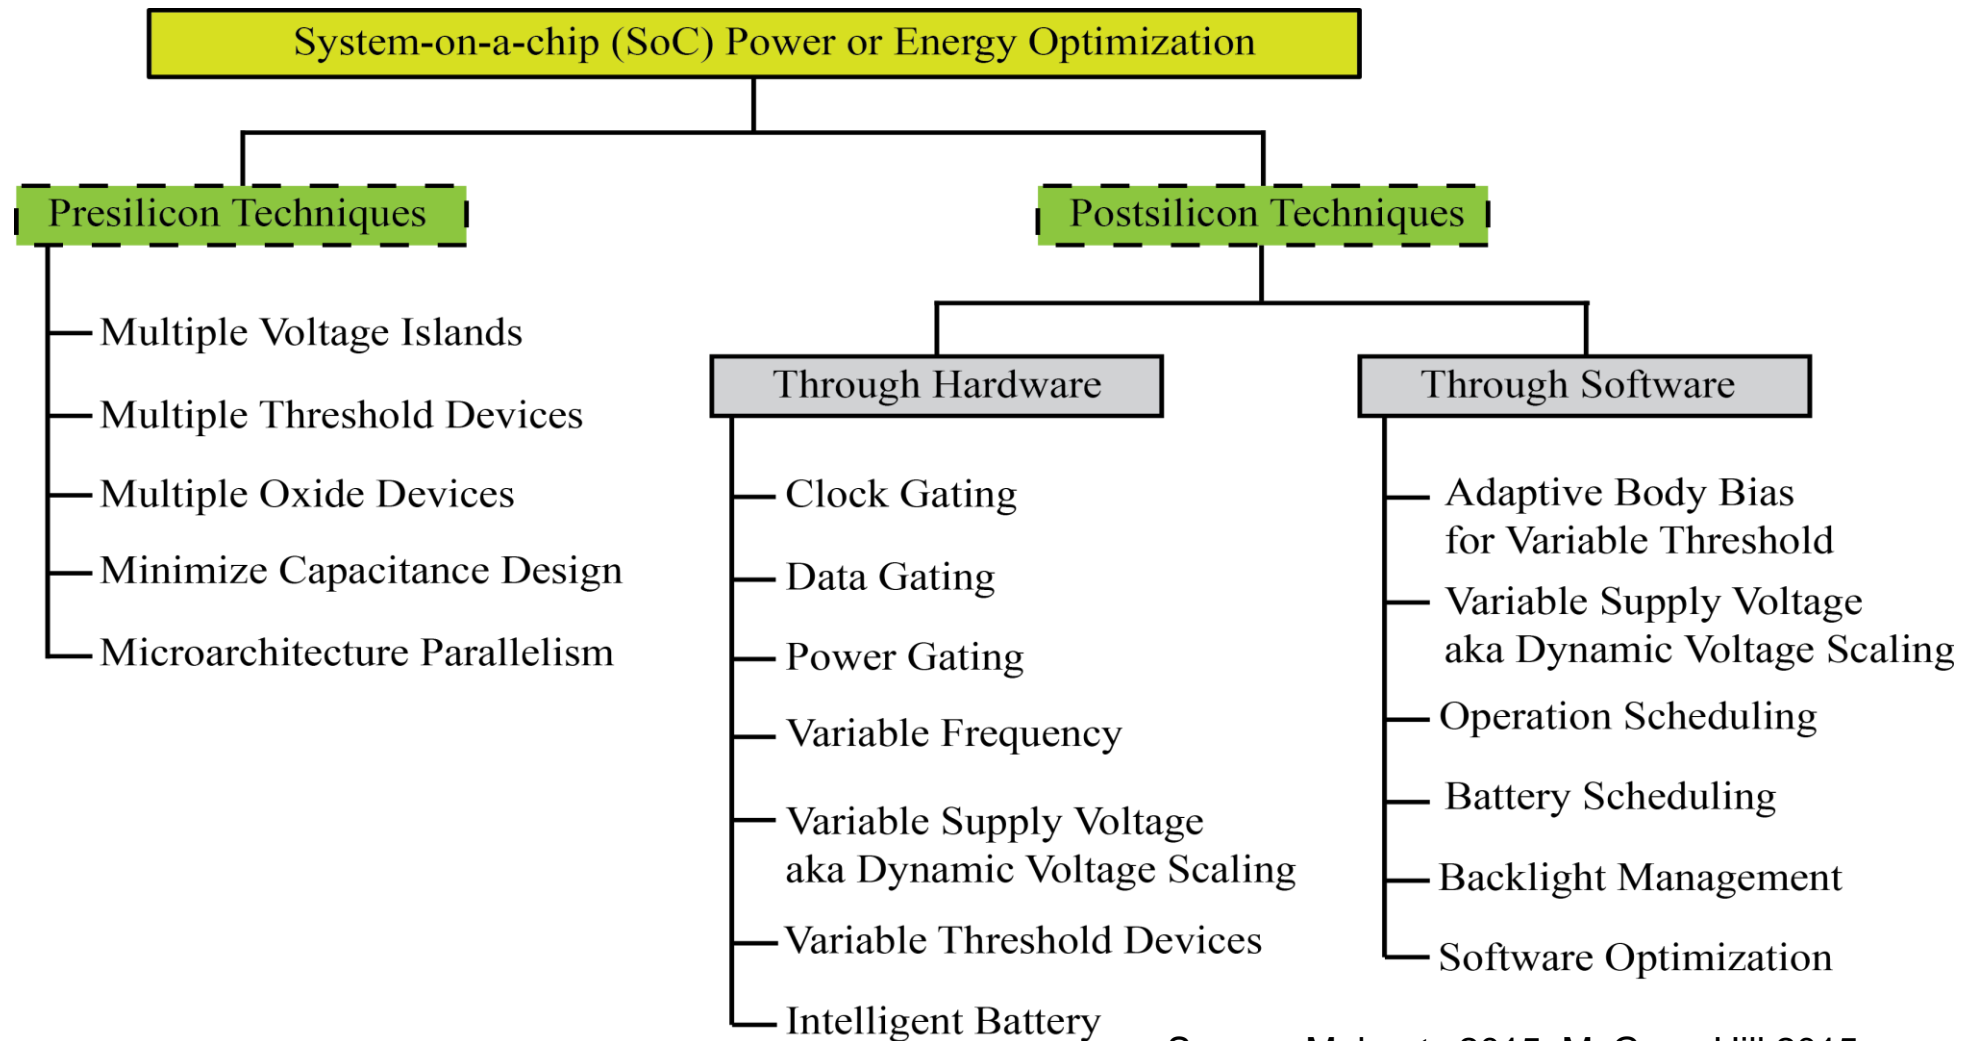 System-on-a-chip (SoC) Power or Energy Optimization
Presilicon Techniques
Multiple Voltage Islands
Multiple Threshold Devices
Multiple Oxide Devices
Minimize Capacitance Design
Microarchitecture Parallelism
Postsilicon Techniques
Through Hardware
Clock Gating
Data Gating
Power Gating
Variable Frequency
Variable Supply Voltage
aka Dynamic Voltage Scaling
Variable Threshold Devices
Intelligent Battery
Through Software
Adaptive Body Bias
for Variable Threshold
Variable Supply Voltage
aka Dynamic Voltage Scaling
Operation Scheduling
Battery Scheduling
Backlight Management
Software Optimization
2015
Hill 2015